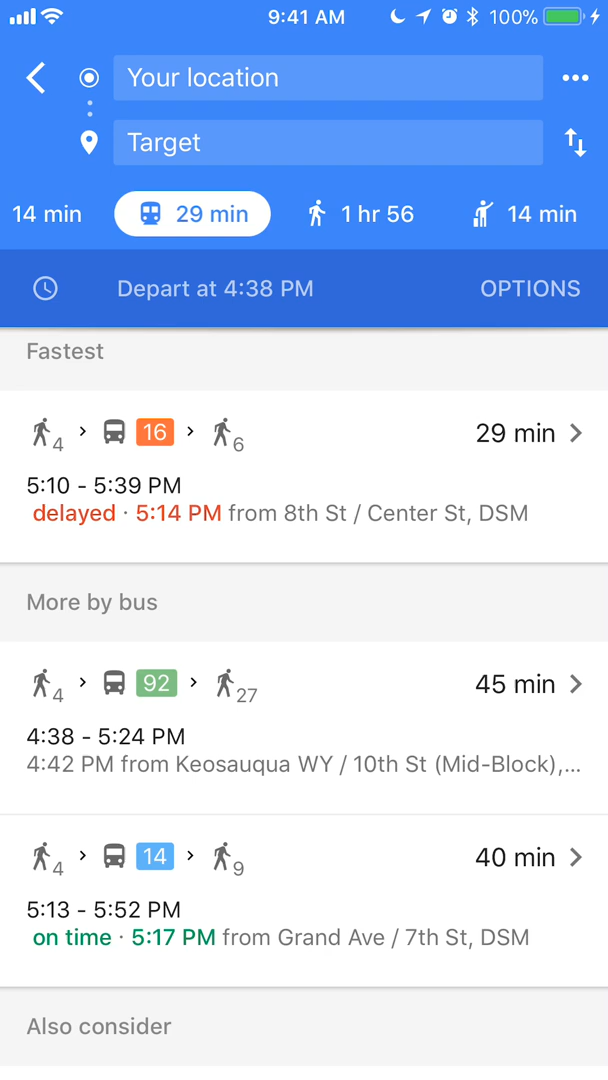 9:41 AM 100%
Your location
Target
14 min 29 min 1 hr 56 14 min
Depart at 4:38 PM OPTIONS
Fastest
4 16 6 29 min
5:10 - 5:39 PM
delayed · 5:14 PM from 8th St / Center St, DSM
More by bus
4 92 27 45 min
4:38 - 5:24 PM
4:42 PM from Keosauqua WY / 10th St (Mid-Block),...
4 14 9 40 min
5:13 - 5:52 PM
on time · 5:17 PM from Grand Ave / 7th St, DSM
Also consider